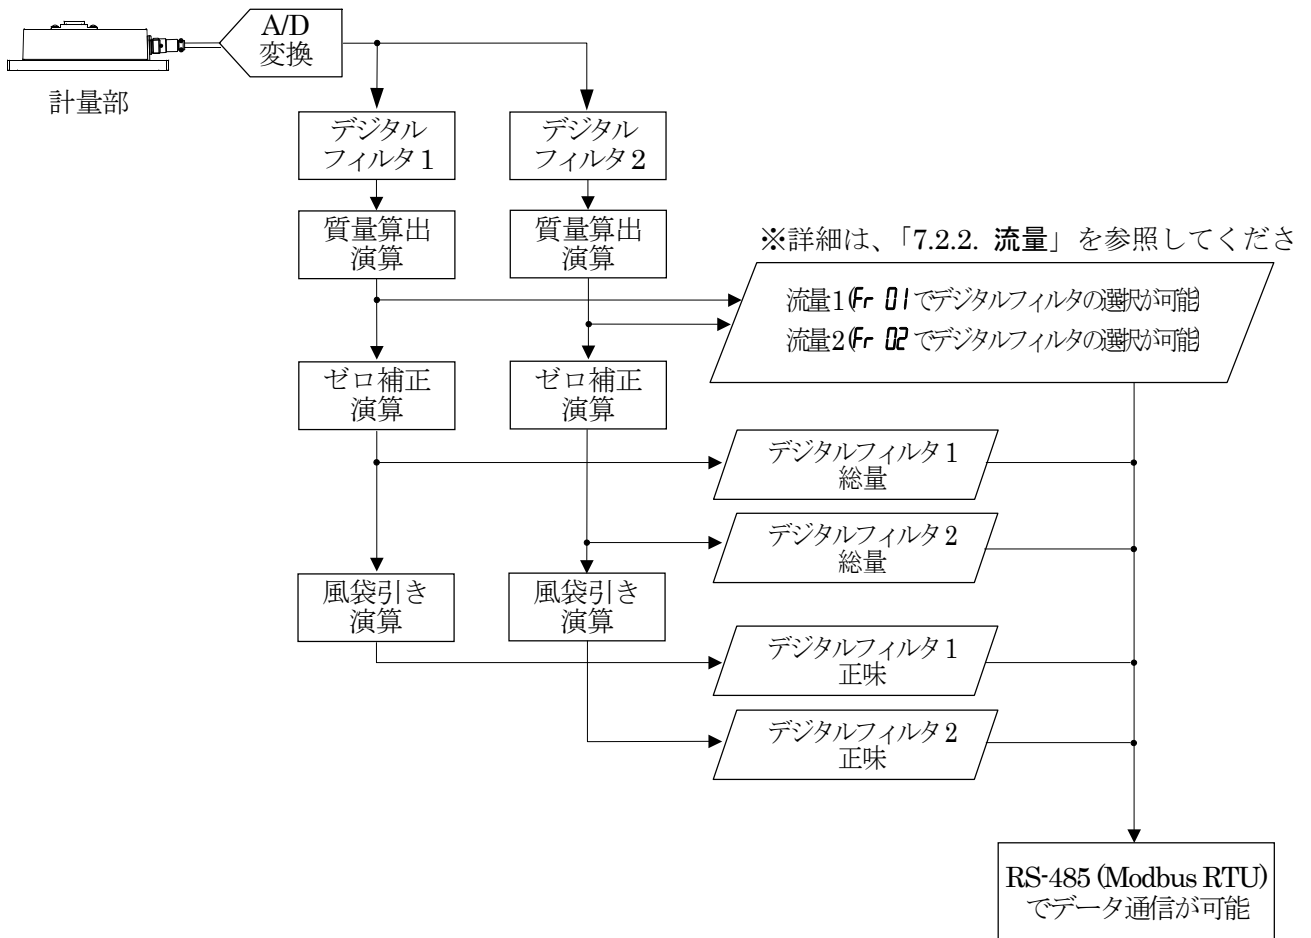 A/D
変換
計量部
デジタル
フィルタ1
デジタル
フィルタ2
質量算出
演算
質量算出
演算
※詳細は、「7.2.2. 流量」を参照してくださ
流量1(Fr 01でデジタルフィルタの選択が可能)
流量2(Fr 02でデジタルフィルタの選択が可能)
ゼロ補正
演算
ゼロ補正
演算
デジタルフィルタ1
総量
デジタルフィルタ2
総量
風袋引き
演算
風袋引き
演算
デジタルフィルタ1
正味
デジタルフィルタ2
正味
RS-485 (Modbus RTU)
でデータ通信が可能